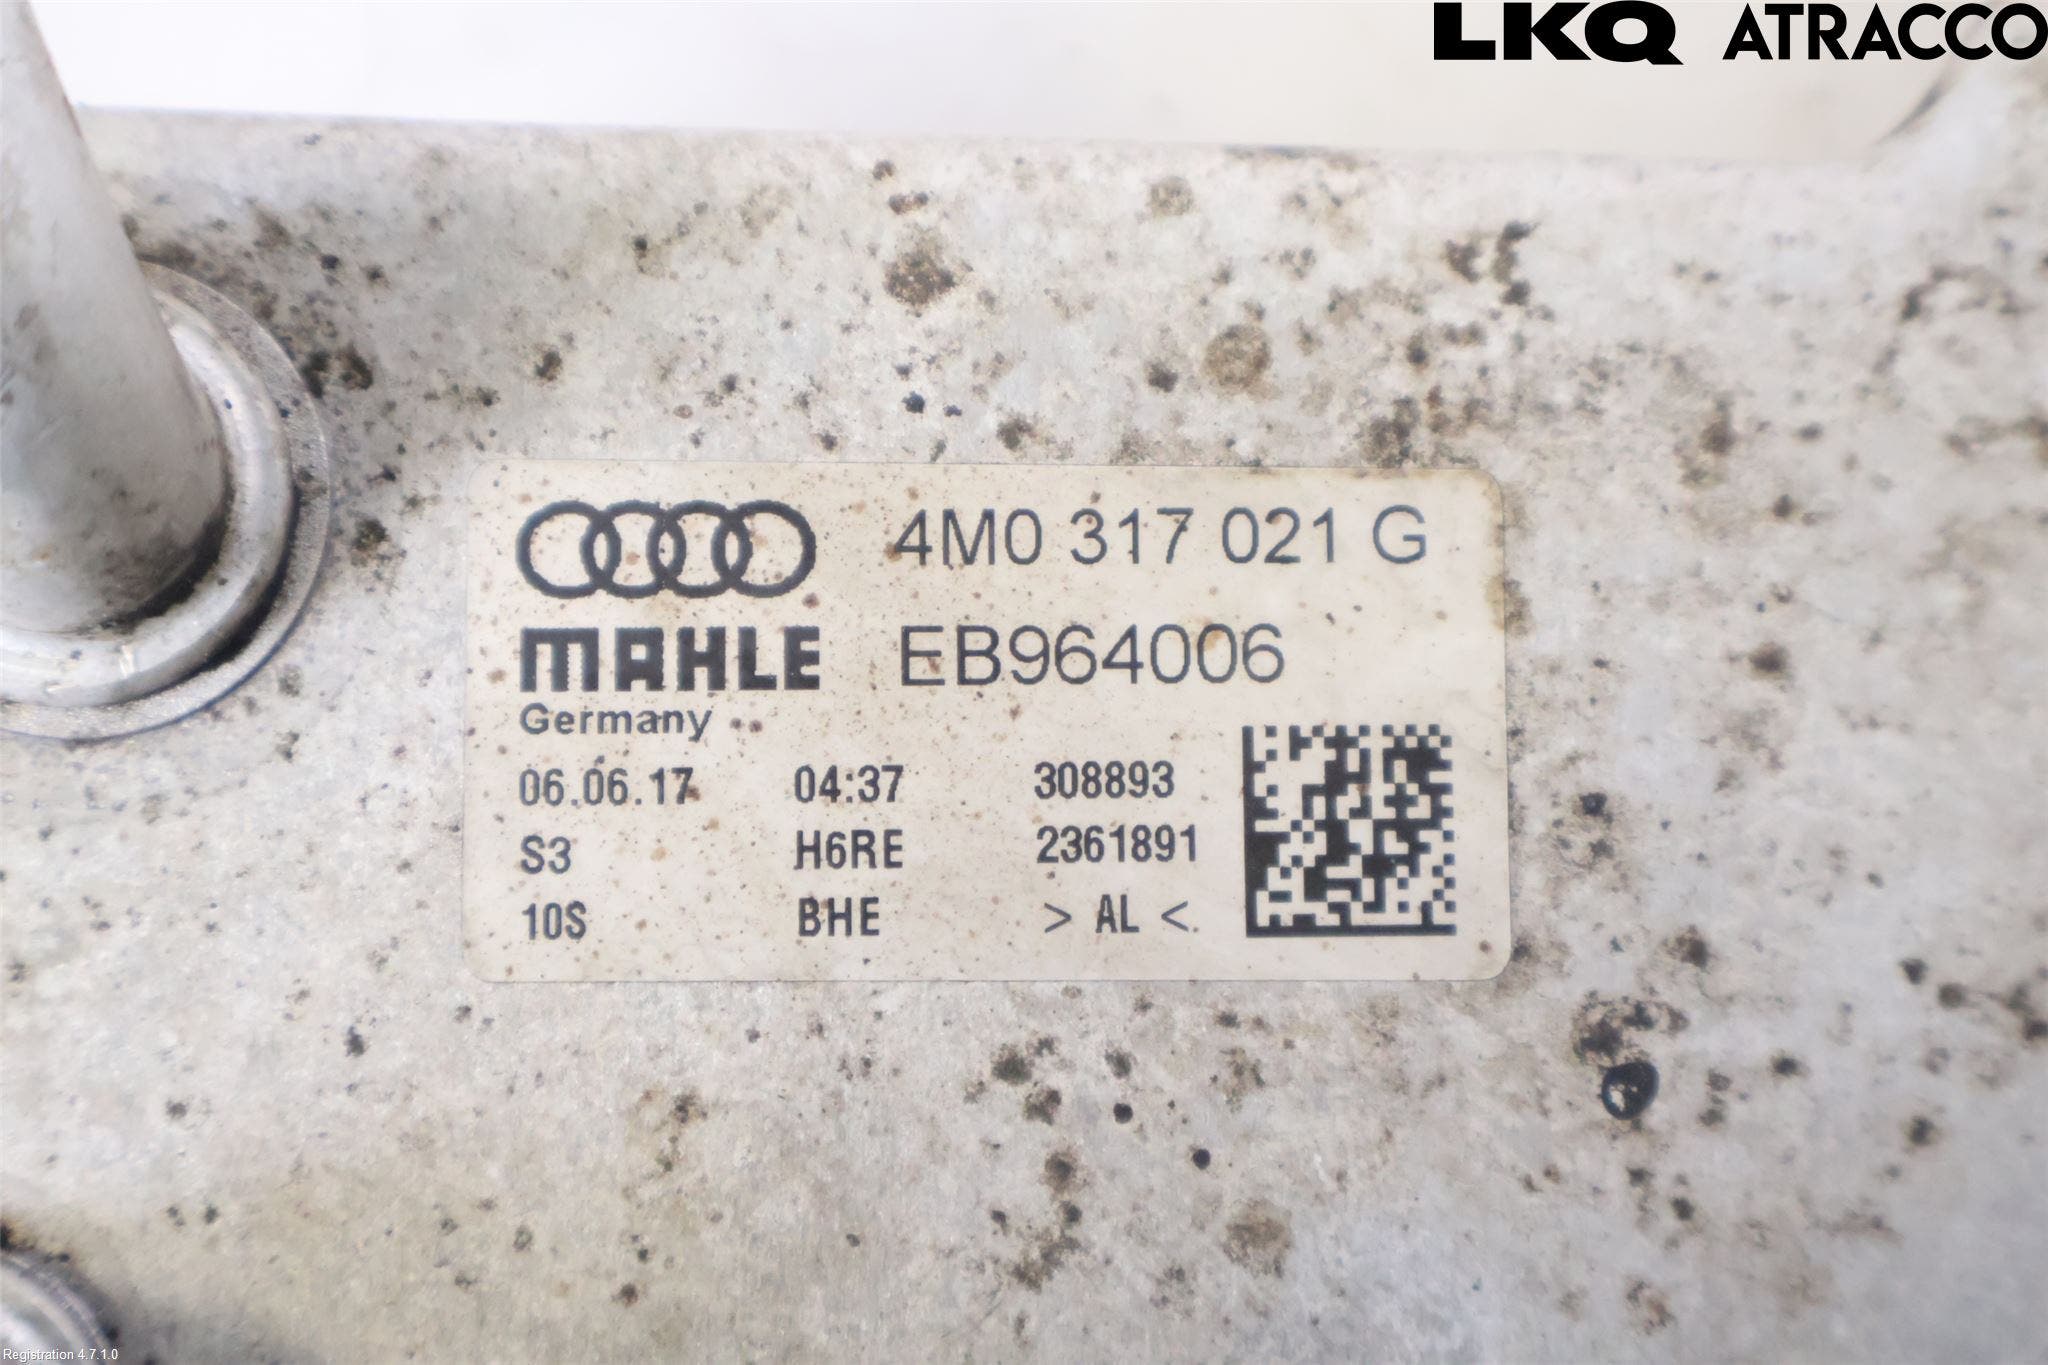 LKQ ATRACCO
4M0 317 021 G
MAHLE EB964006
Germany
06.06.17 04:37 308893
S3 H6RE 2361891
10S BHE > AL <
Registration 4.7.1.0